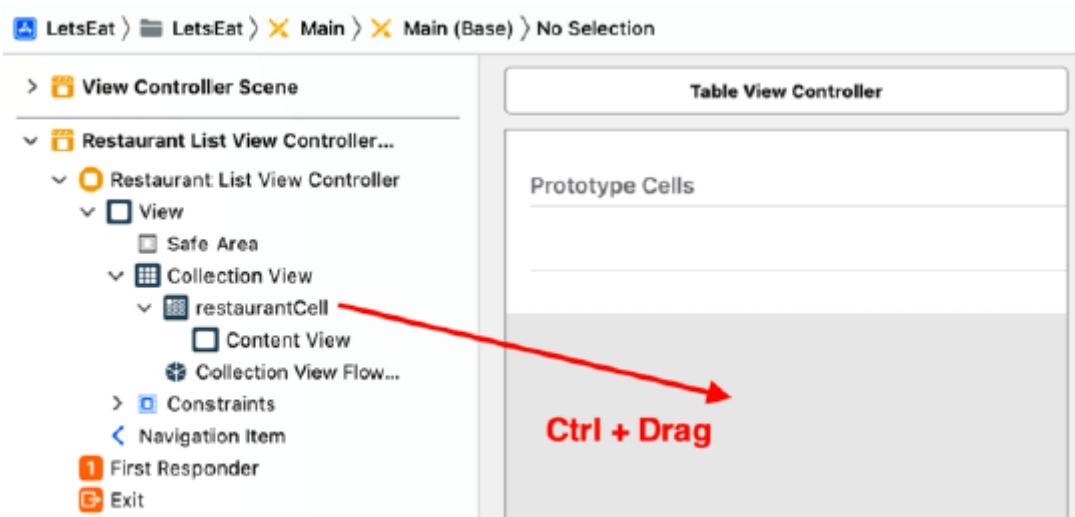 LetsEat 〉 LetsEat 〉 Main 〉 Main (Base) 〉 No Selection
View Controller Scene
Table View Controller
Restaurant List View Controller...
Restaurant List View Controller
Prototype Cells
View
Safe Area
Collection View
restaurantCell
Content View
Collection View Flow...
Constraints
Ctrl + Drag
Navigation Item
1 First Responder
Exit